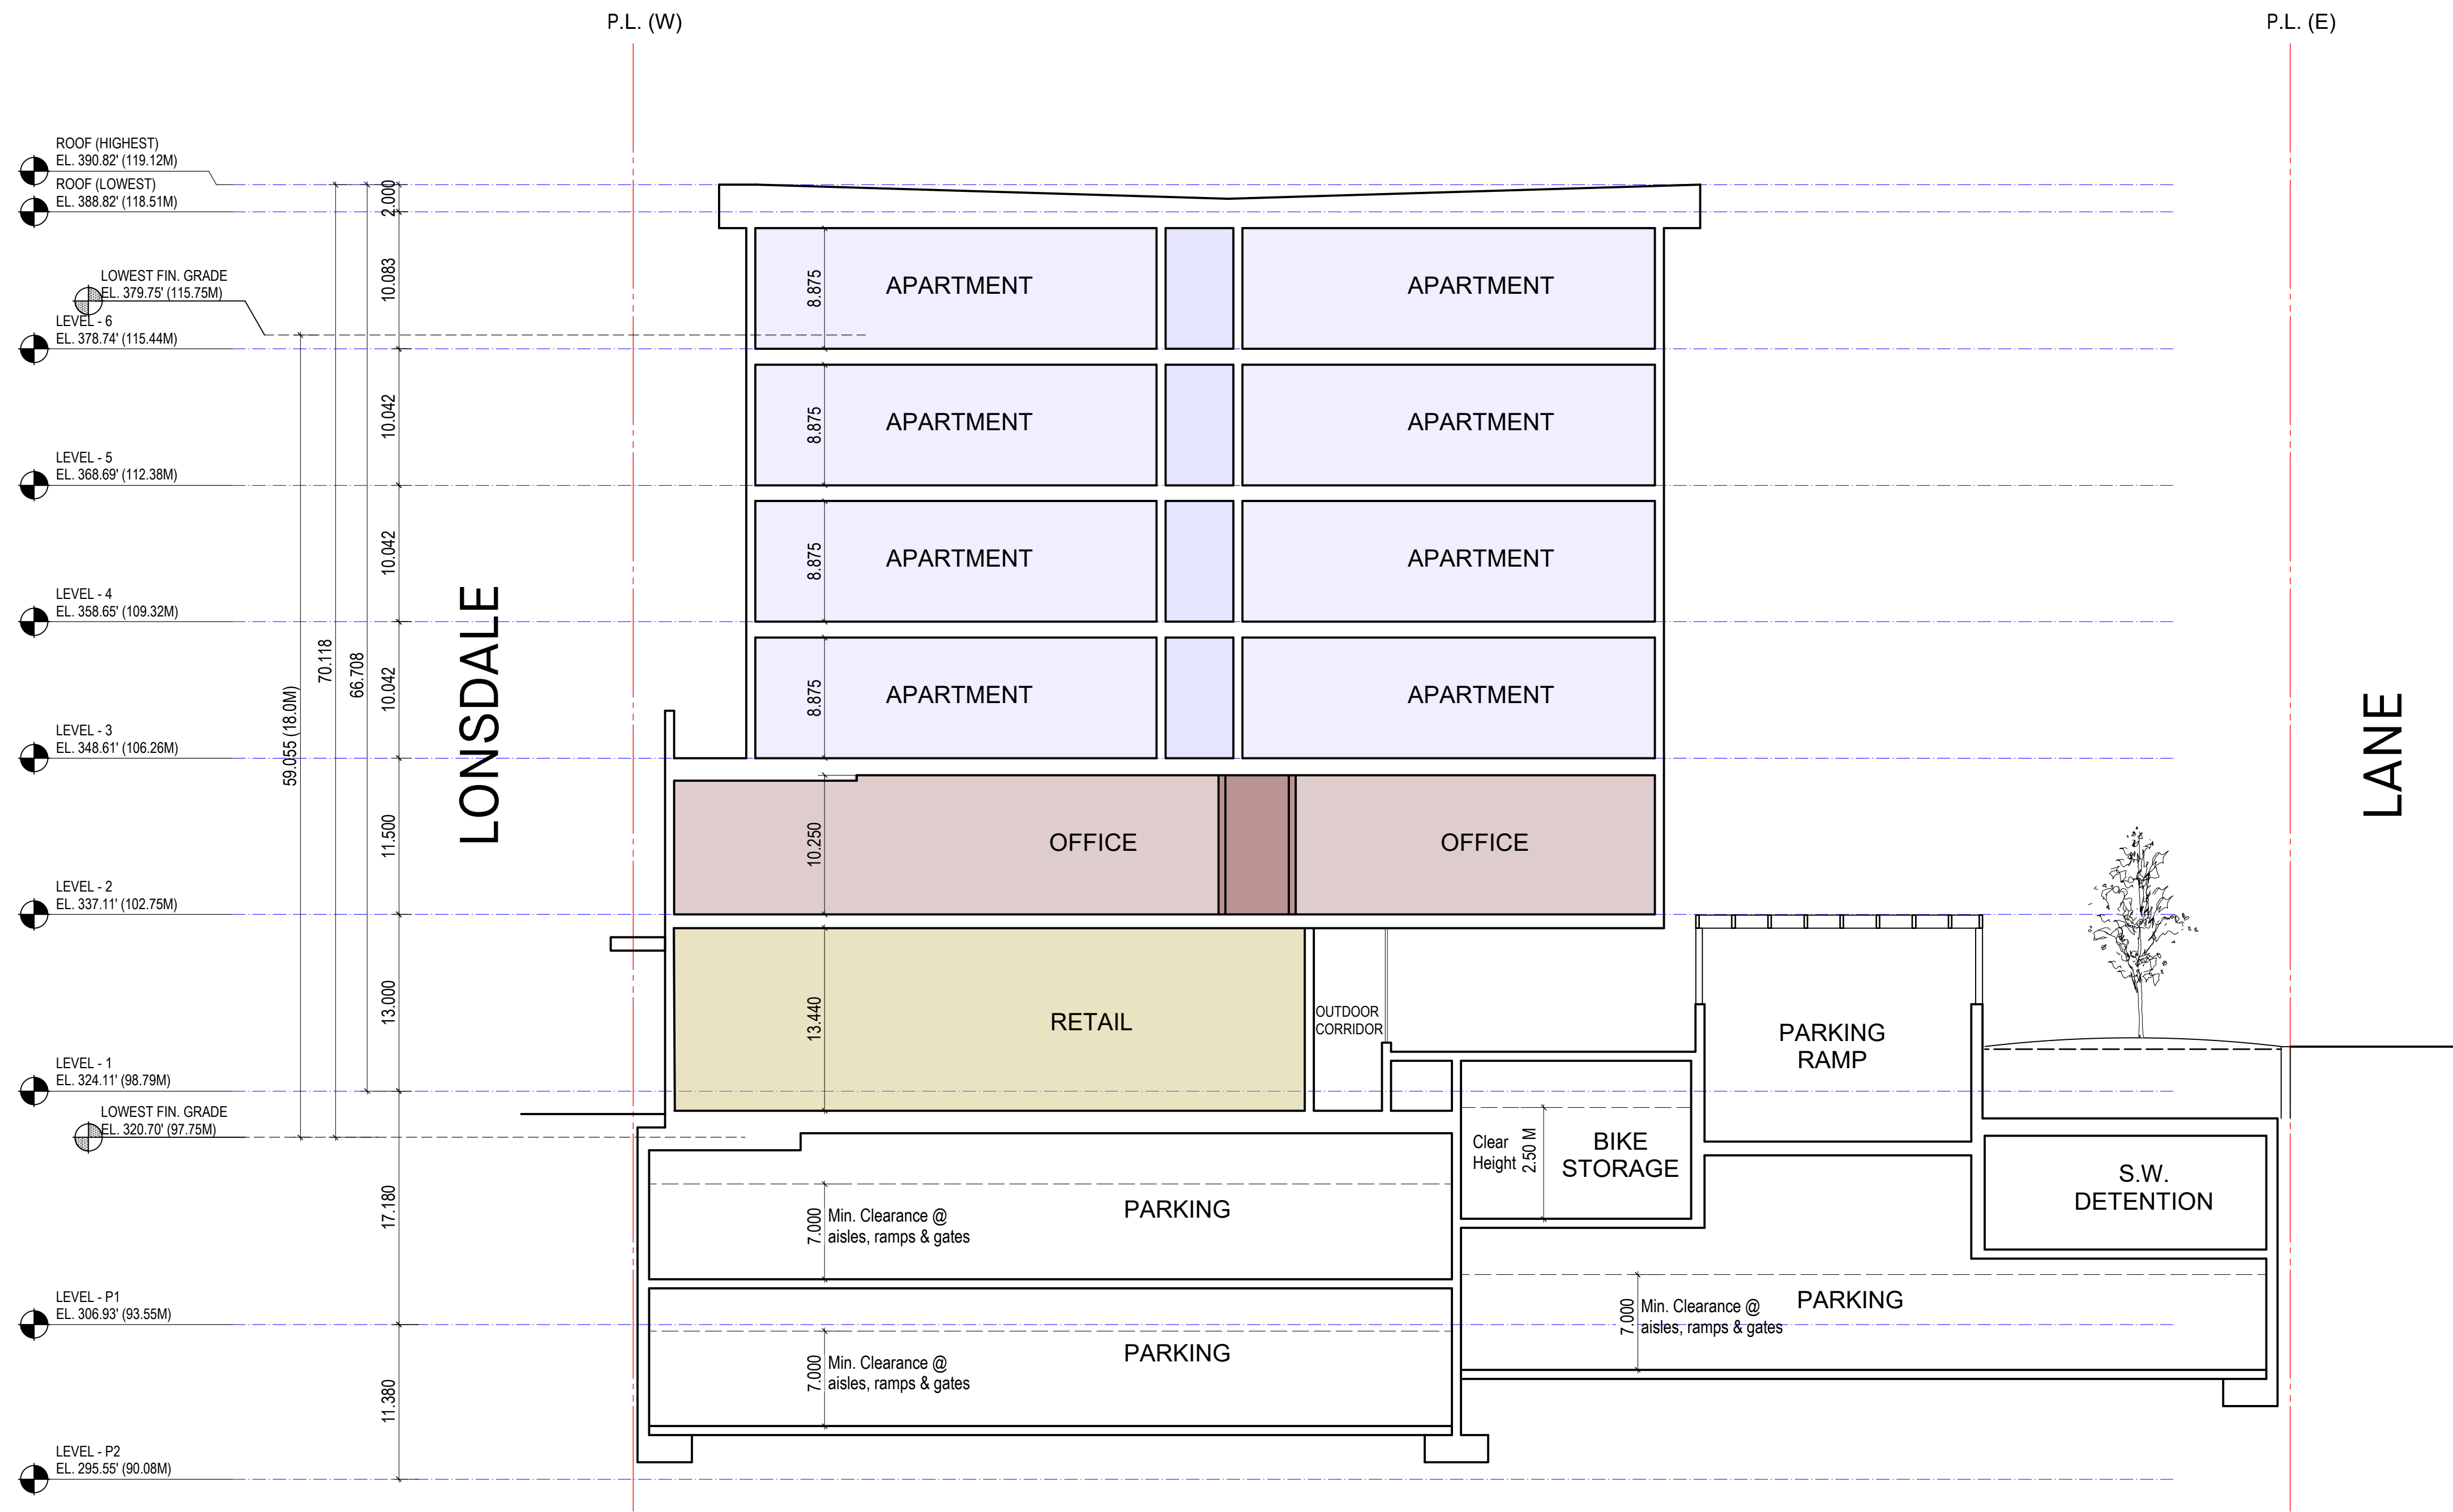 P.L. (W)
P.L. (E)
ROOF (HIGHEST)
EL. 390.82' (119.12M)
ROOF (LOWEST)
EL. 388.82' (118.51M)
LOWEST FIN. GRADE
EL. 379.75' (115.75M)
LEVEL - 6
EL. 378.74' (115.44M)
LEVEL - 5
EL. 368.69' (112.38M)
LEVEL - 4
EL. 358.65' (109.32M)
LEVEL - 3
EL. 348.61' (106.26M)
LEVEL - 2
EL. 337.11' (102.75M)
LEVEL - 1
EL. 324.11' (98.79M)
LOWEST FIN. GRADE
EL. 320.70' (97.75M)
LEVEL - P1
EL. 306.93' (93.55M)
LEVEL - P2
EL. 295.55' (90.08M)
59.055 (18.0M)
70.118
66.708
2.000
10.083
10.042
10.042
10.042
11.500
13.000
17.180
11.380
LONSDALE
8.875
APARTMENT
APARTMENT
8.875
APARTMENT
APARTMENT
8.875
APARTMENT
APARTMENT
8.875
APARTMENT
APARTMENT
10.250
OFFICE
OFFICE
13.440
RETAIL
OUTDOOR
CORRIDOR
PARKING
RAMP
Clear
Height
2.50 M
BIKE
STORAGE
S.W.
DETENTION
7.000
Min. Clearance @
aisles, ramps & gates
PARKING
7.000
Min. Clearance @
aisles, ramps & gates
PARKING
7.000
Min. Clearance @
aisles, ramps & gates
PARKING
LANE